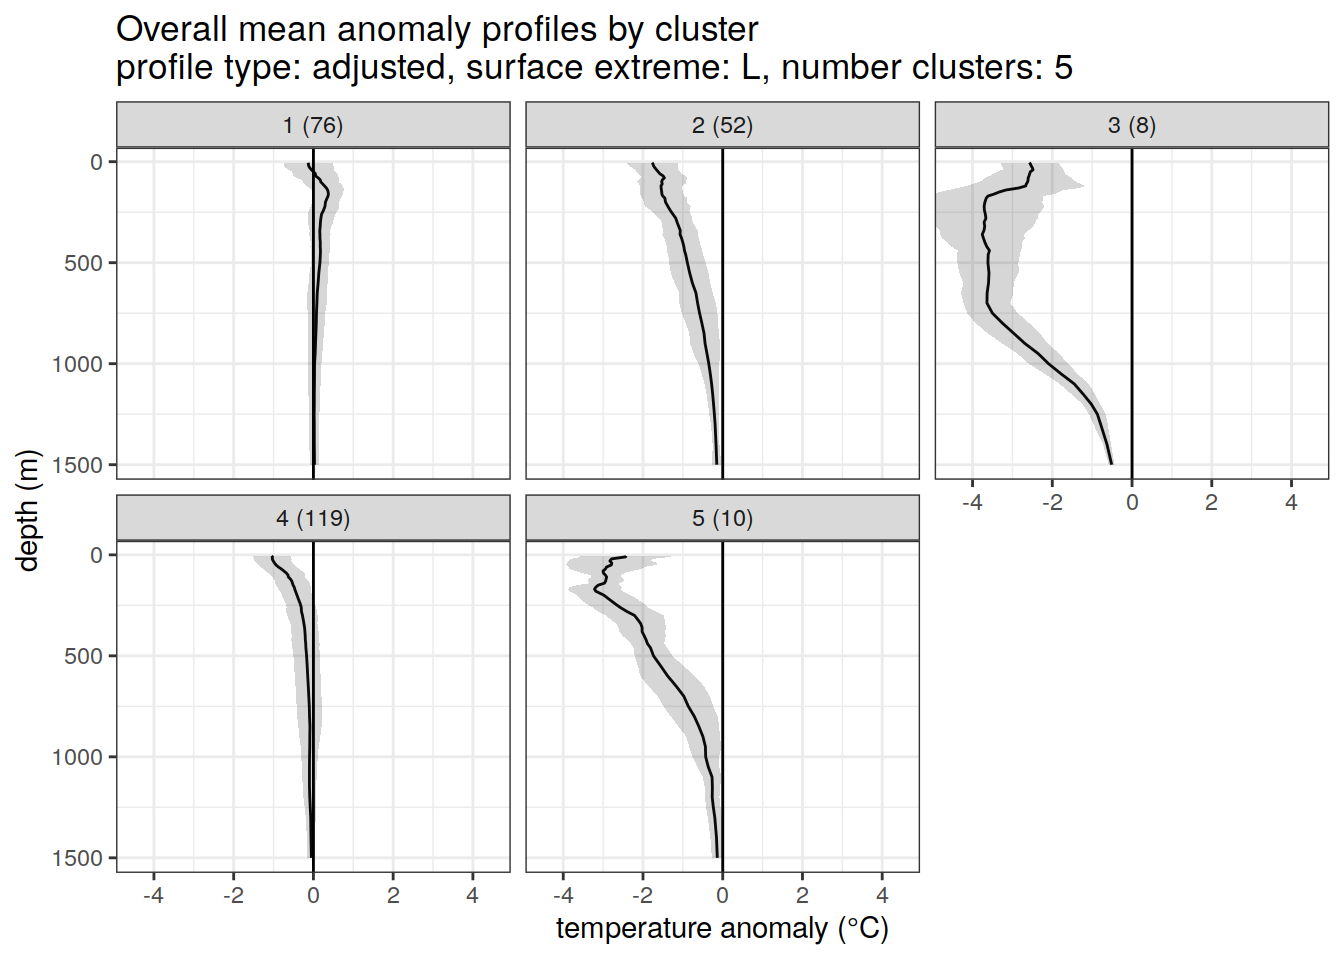 Overall mean anomaly profiles by cluster
profile type: adjusted, surface extreme: L, number clusters: 5
1 (76)
2 (52)
3 (8)
0
500
1000
1500
-4 -2 0 2 4
4 (119)
5 (10)
0
500
1000
1500
-4 -2 0 2 4
-4 -2 0 2 4
depth (m)
temperature anomaly (°C)